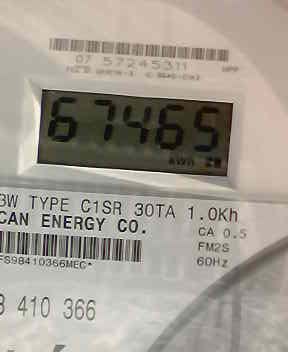 07 57245311
67465
kWh
3W TYPE C1SR 30TA 1.0Kh
CAN ENERGY CO.
CA 0.5
FM2S
60Hz
FS98410366MEC*
410 366